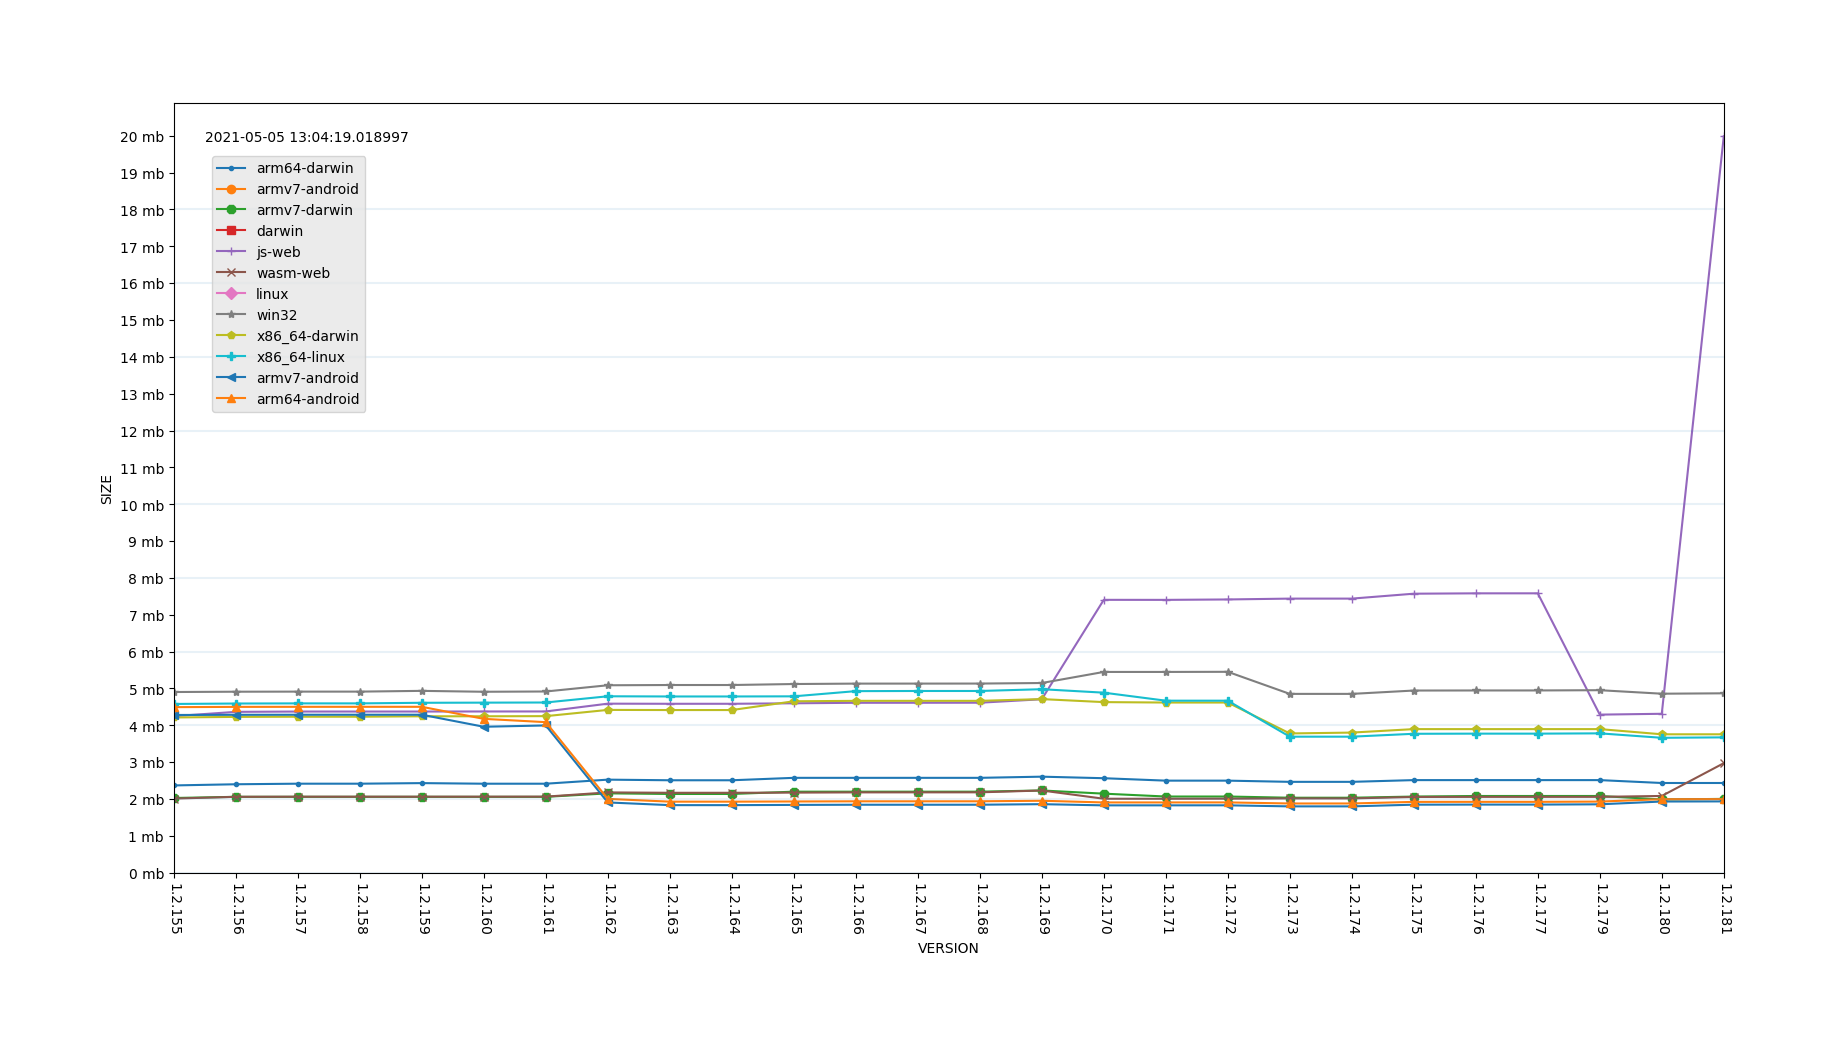 2021-05-05 13:04:19.018997
arm64-darwin
armv7-android
armv7-darwin
darwin
js-web
wasm-web
linux
win32
x86_64-darwin
x86_64-linux
armv7-android
arm64-android
20 mb
19 mb
18 mb
17 mb
16 mb
15 mb
14 mb
13 mb
12 mb
11 mb
10 mb
9 mb
8 mb
7 mb
6 mb
5 mb
4 mb
3 mb
2 mb
1 mb
0 mb
SIZE
1.2.155
1.2.156
1.2.157
1.2.158
1.2.159
1.2.160
1.2.161
1.2.162
1.2.163
1.2.164
1.2.165
1.2.166
1.2.167
1.2.168
1.2.169
1.2.170
1.2.171
1.2.172
1.2.173
1.2.174
1.2.175
1.2.176
1.2.177
1.2.179
1.2.180
1.2.181
VERSION